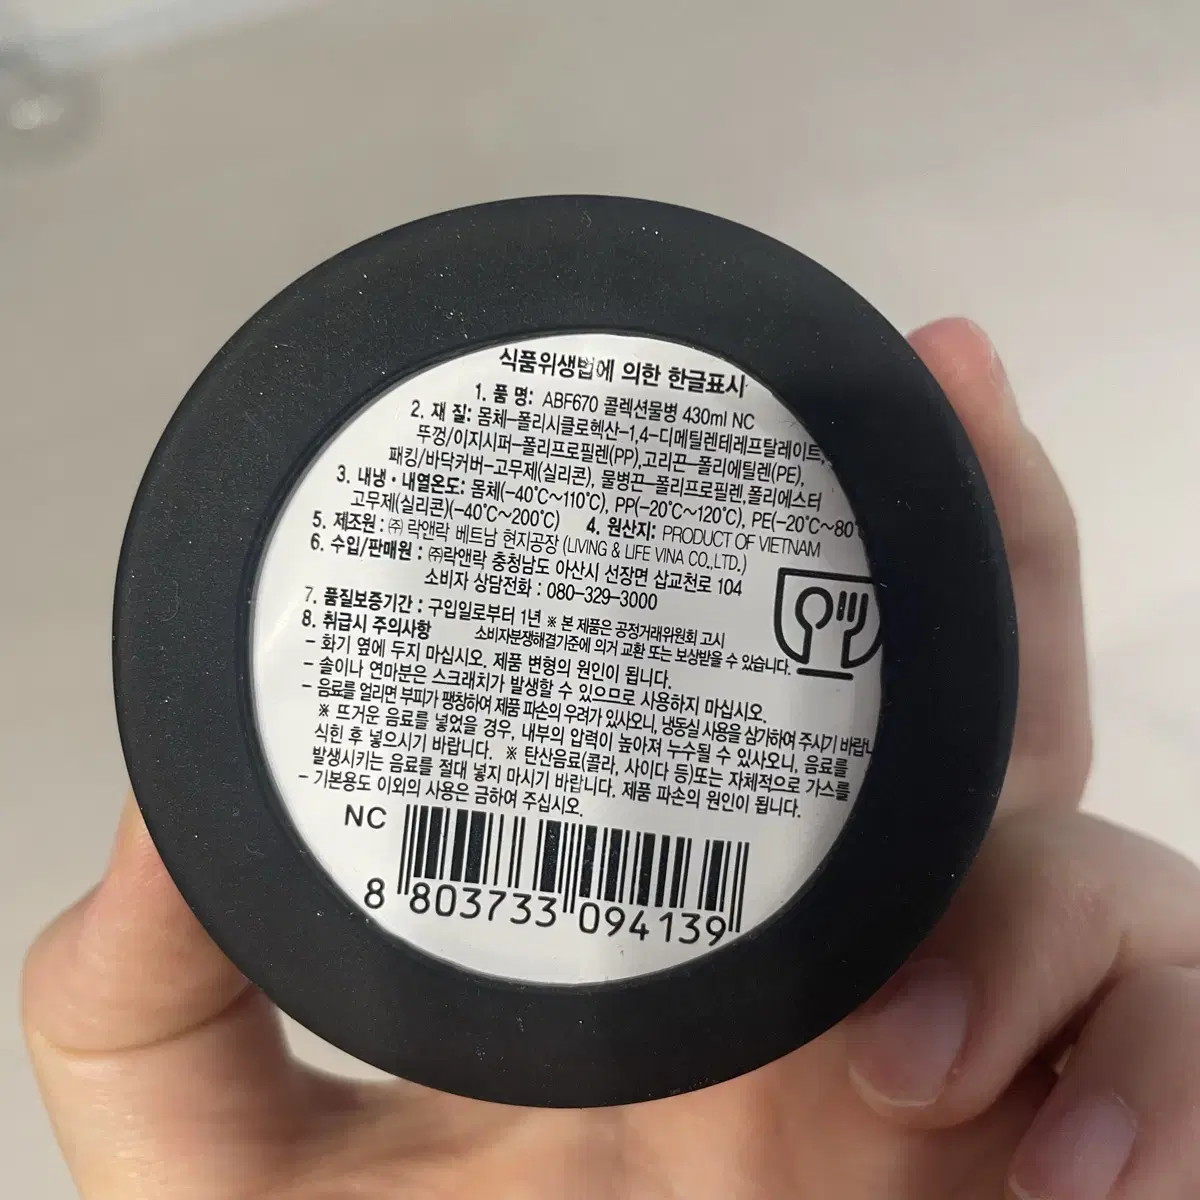 식품위생법에 의한 한글표시
1. 품 명: ABF670 콜렉션물병 430ml NC
2. 재 질: 몸체-폴리시클로헥산-1,4-디메틸렌테레프탈레이트,
뚜껑/이지시퍼-폴리프로필렌(PP),고리끈-폴리에틸렌(PE),
패킹/바닥커버-고무제(실리콘), 물병끈-폴리프로필렌,폴리에스터
3. 내냉·내열온도: 몸체(-40℃~110℃), PP(-20℃~120℃), PE(-20℃~80℃
고무제(실리콘)(-40℃~200℃) 4. 원산지: PRODUCT OF VIETNAM
5. 제조원 : ㈜ 락앤락 베트남 현지공장 (LIVING & LIFE VINA CO.,LTD.)
6. 수입/판매원 : ㈜락앤락 충청남도 아산시 선장면 삽교천로 104
소비자 상담전화 : 080-329-3000
7. 품질보증기간 : 구입일로부터 1년 ※ 본 제품은 공정거래위원회 고시
소비자분쟁해결기준에 의거 교환 또는 보상받을 수 있습니다.
8. 취급시 주의사항
- 화기 옆에 두지 마십시오. 제품 변형의 원인이 됩니다.
- 솔이나 연마분은 스크래치가 발생할 수 있으므로 사용하지 마십시오.
- 음료를 얼리면 부피가 팽창하여 제품 파손의 우려가 있사오니, 냉동실 사용을 삼가하여 주시기 바랍니
※ 뜨거운 음료를 넣었을 경우, 내부의 압력이 높아져 누수될 수 있사오니, 음료를
식힌 후 넣으시기 바랍니다. ※ 탄산음료(콜라, 사이다 등)또는 자체적으로 가스를
발생시키는 음료를 절대 넣지 마시기 바랍니다. 제품 파손의 원인이 됩니다.
- 기본용도 이외의 사용은 금하여 주십시오.
NC
8 803733 094139